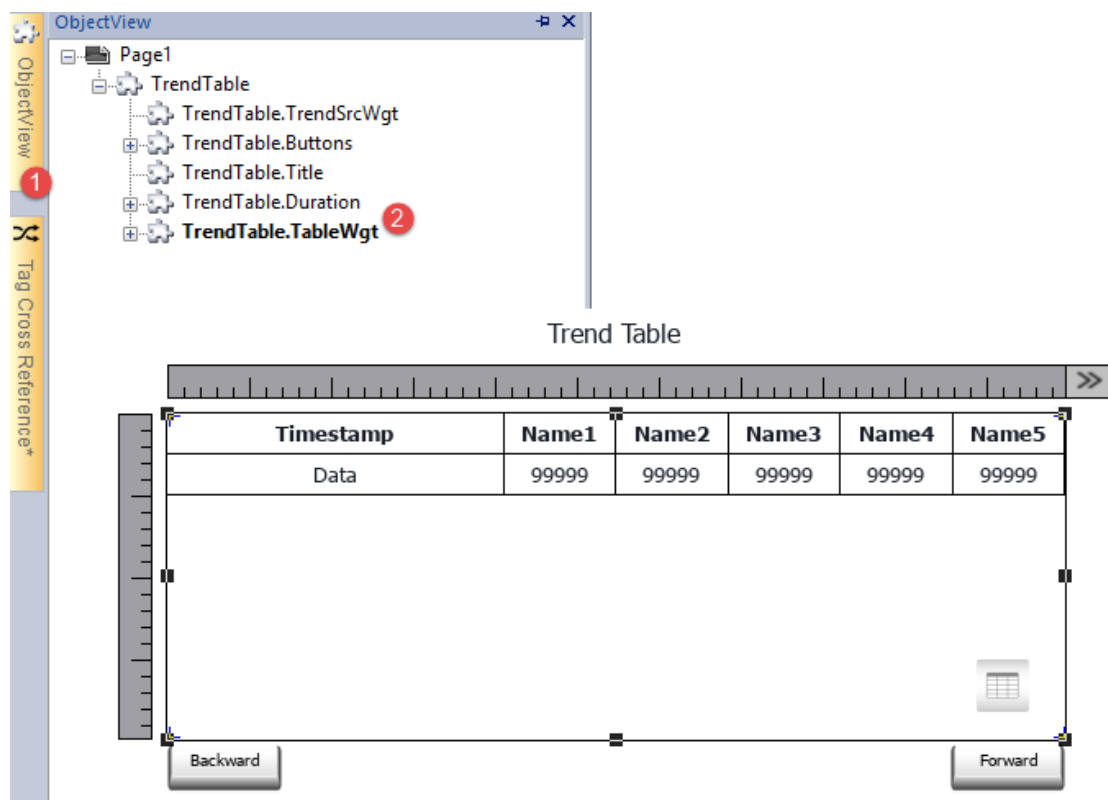 ObjectView
ObjectView
Page1
TrendTable
TrendTable.TrendSrcWgt
TrendTable.Buttons
TrendTable.Title
1
TrendTable.Duration
2
TrendTable.TableWgt
Tag Cross Reference*
Trend Table
Timestamp Name1 Name2 Name3 Name4 Name5
Data 99999 99999 99999 99999 99999
Backward Forward